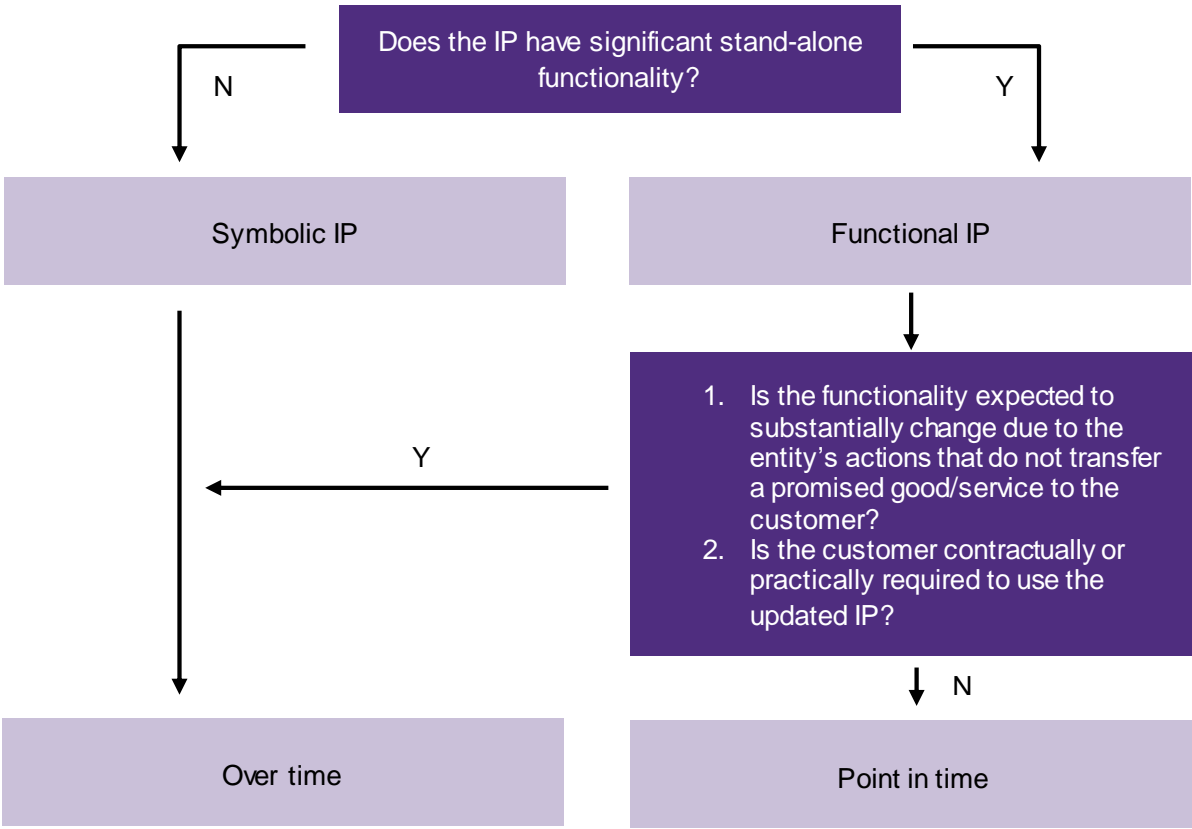 Does the IP have significant stand-alone
functionality?
N
Y
Symbolic IP
Functional IP
1. Is the functionality expected to
substantially change due to the
entity's actions that do not transfer
a promised good/service to the
customer?
2. Is the customer contractually or
practically required to use the
updated IP?
Y
N
Over time
Point in time